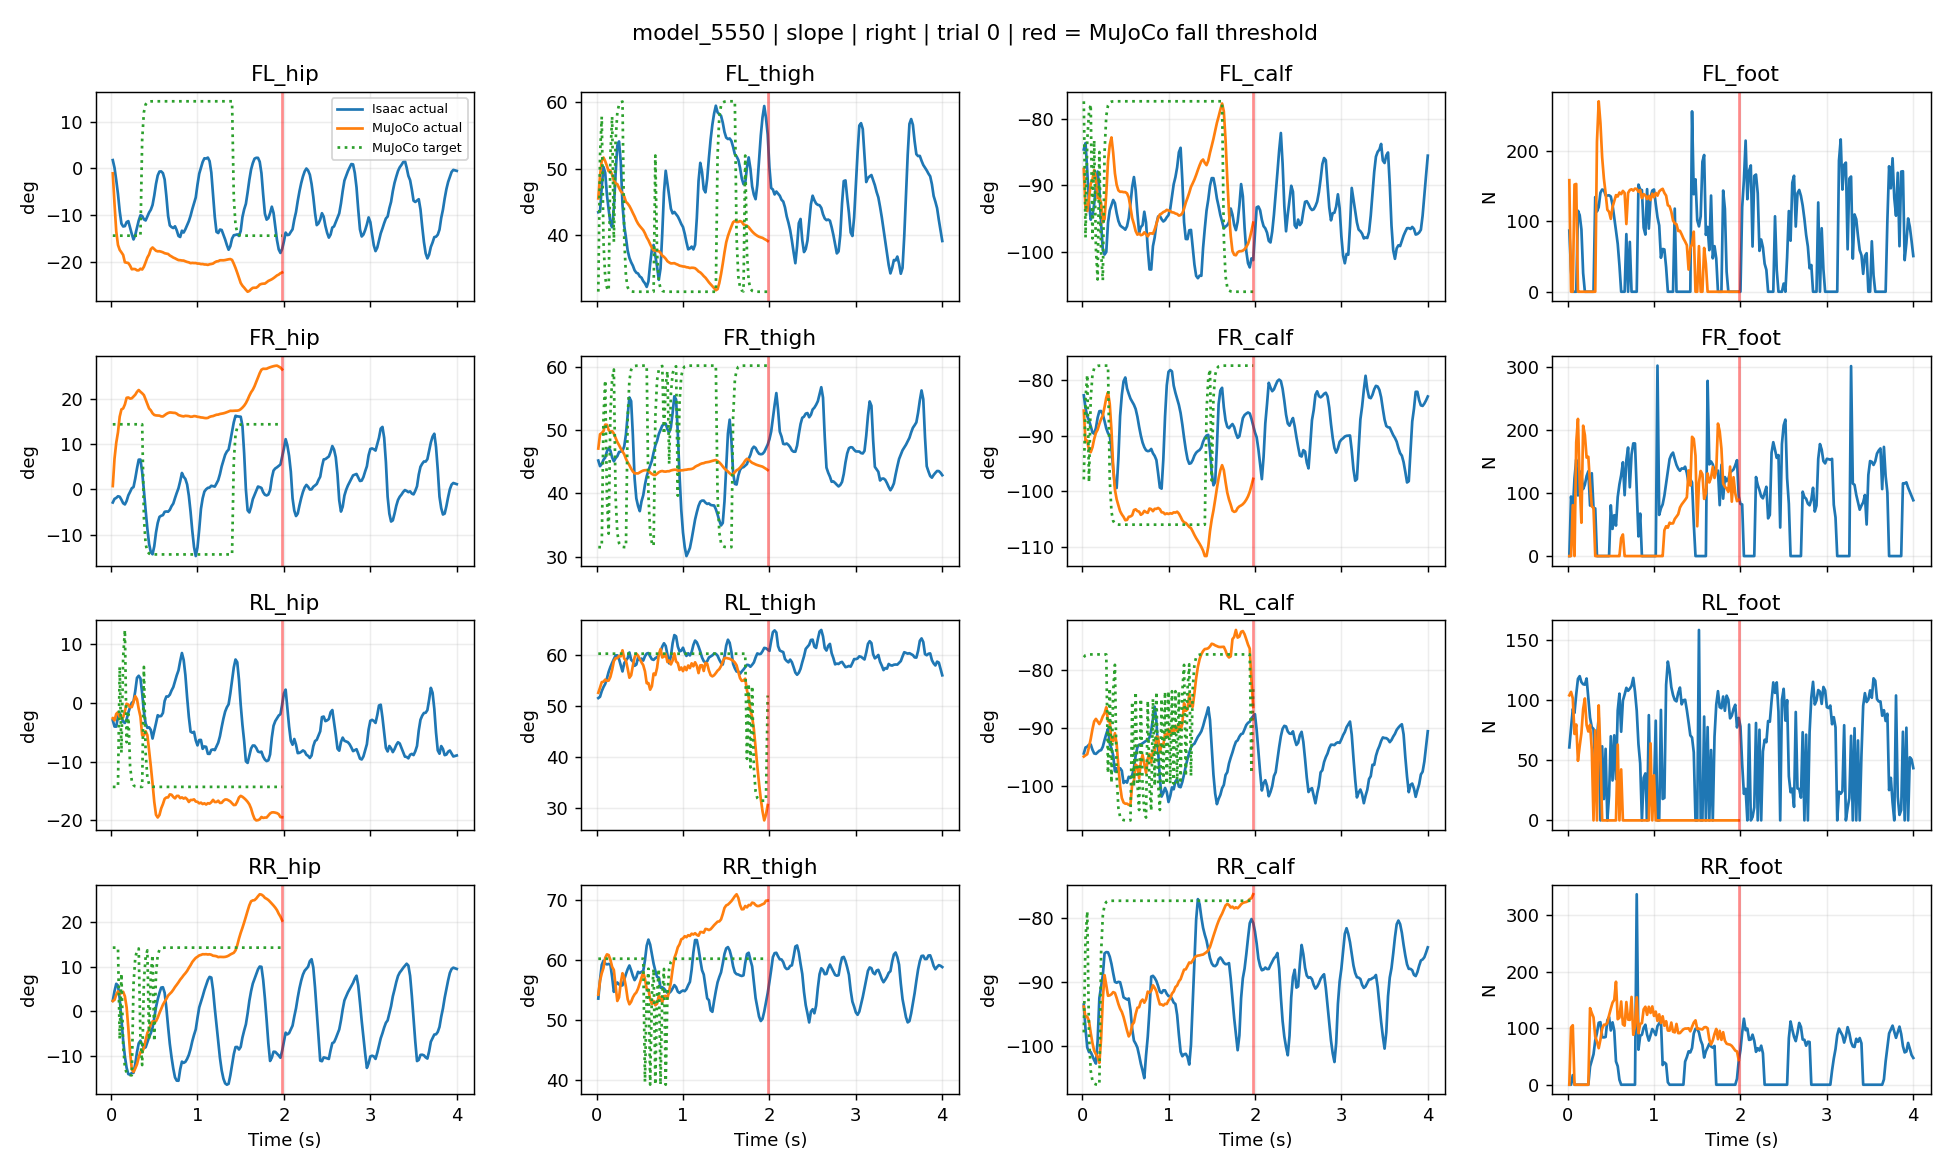 model_5550 | slope | right | trial 0 | red = MuJoCo fall threshold
FL_hip
FL_thigh
FL_calf
FL_foot
Isaac actual
MuJoCo actual
MuJoCo target
deg
10
0
−10
−20
deg
60
50
40
deg
−80
−90
−100
N
200
100
0
FR_hip
FR_thigh
FR_calf
FR_foot
deg
20
10
0
−10
deg
60
50
40
30
deg
−80
−90
−100
−110
N
300
200
100
0
RL_hip
RL_thigh
RL_calf
RL_foot
deg
10
0
−10
−20
deg
60
50
40
30
deg
−80
−90
−100
N
150
100
50
0
RR_hip
RR_thigh
RR_calf
RR_foot
deg
20
10
0
−10
deg
70
60
50
40
deg
−80
−90
−100
N
300
200
100
0
0 1 2 3 4
0 1 2 3 4
0 1 2 3 4
0 1 2 3 4
Time (s)
Time (s)
Time (s)
Time (s)